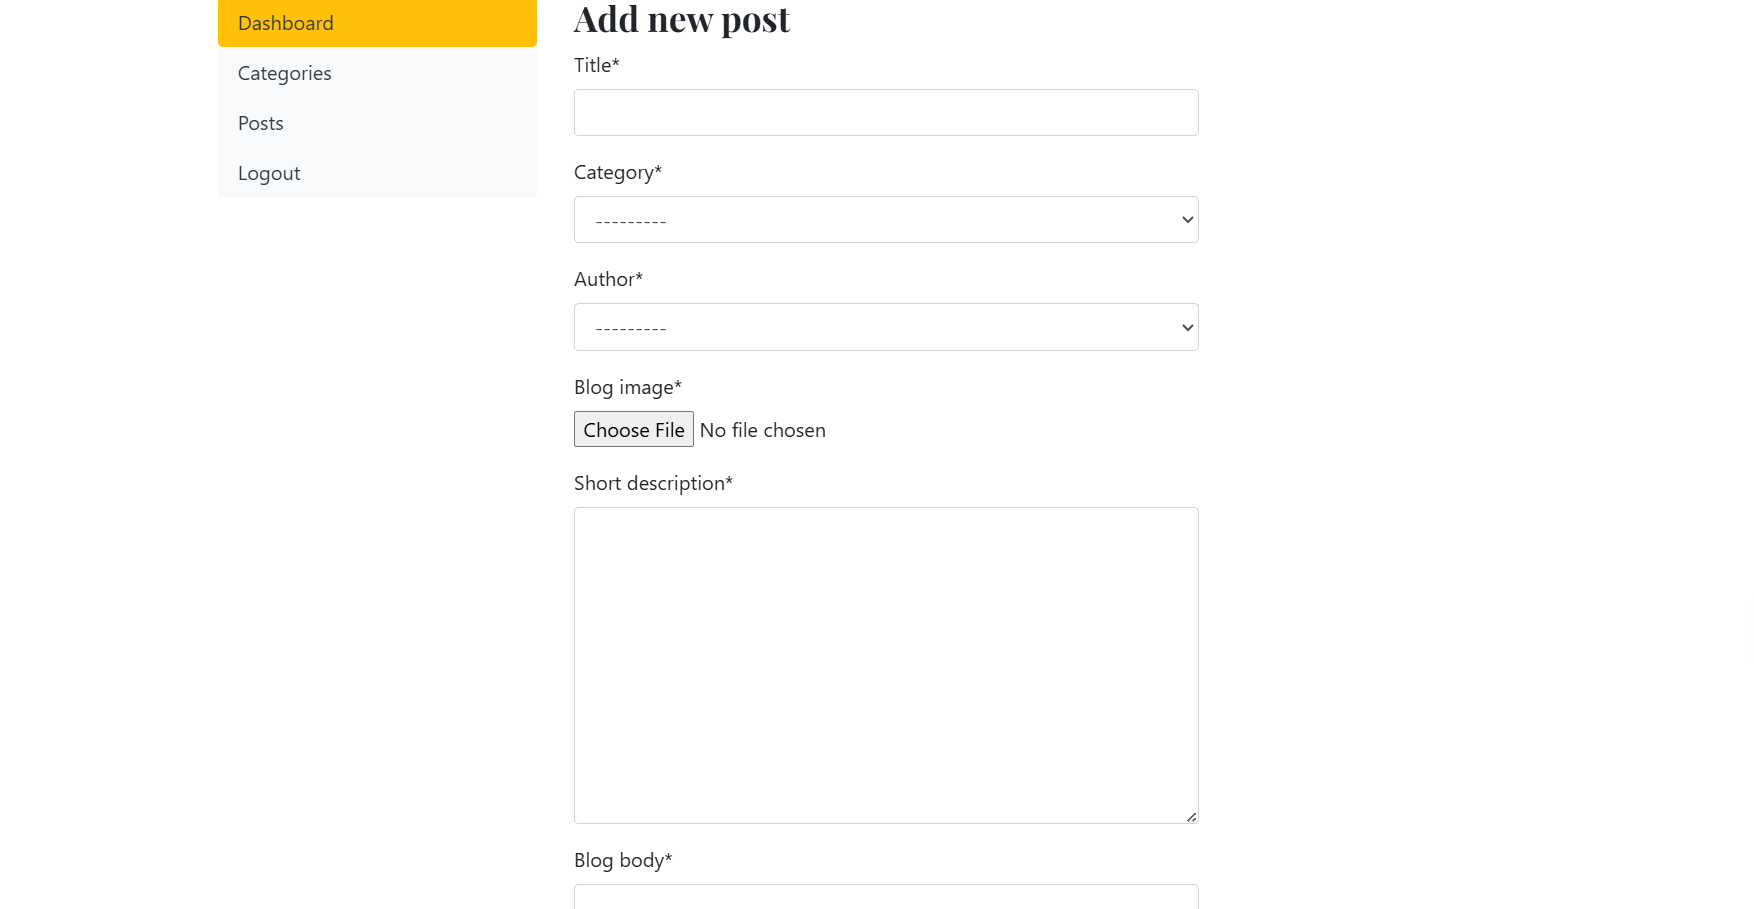 Dashboard
Categories
Posts
Logout
Add new post
Title*
Category*
---------
Author*
---------
Blog image*
Choose File No file chosen
Short description*
Blog body*